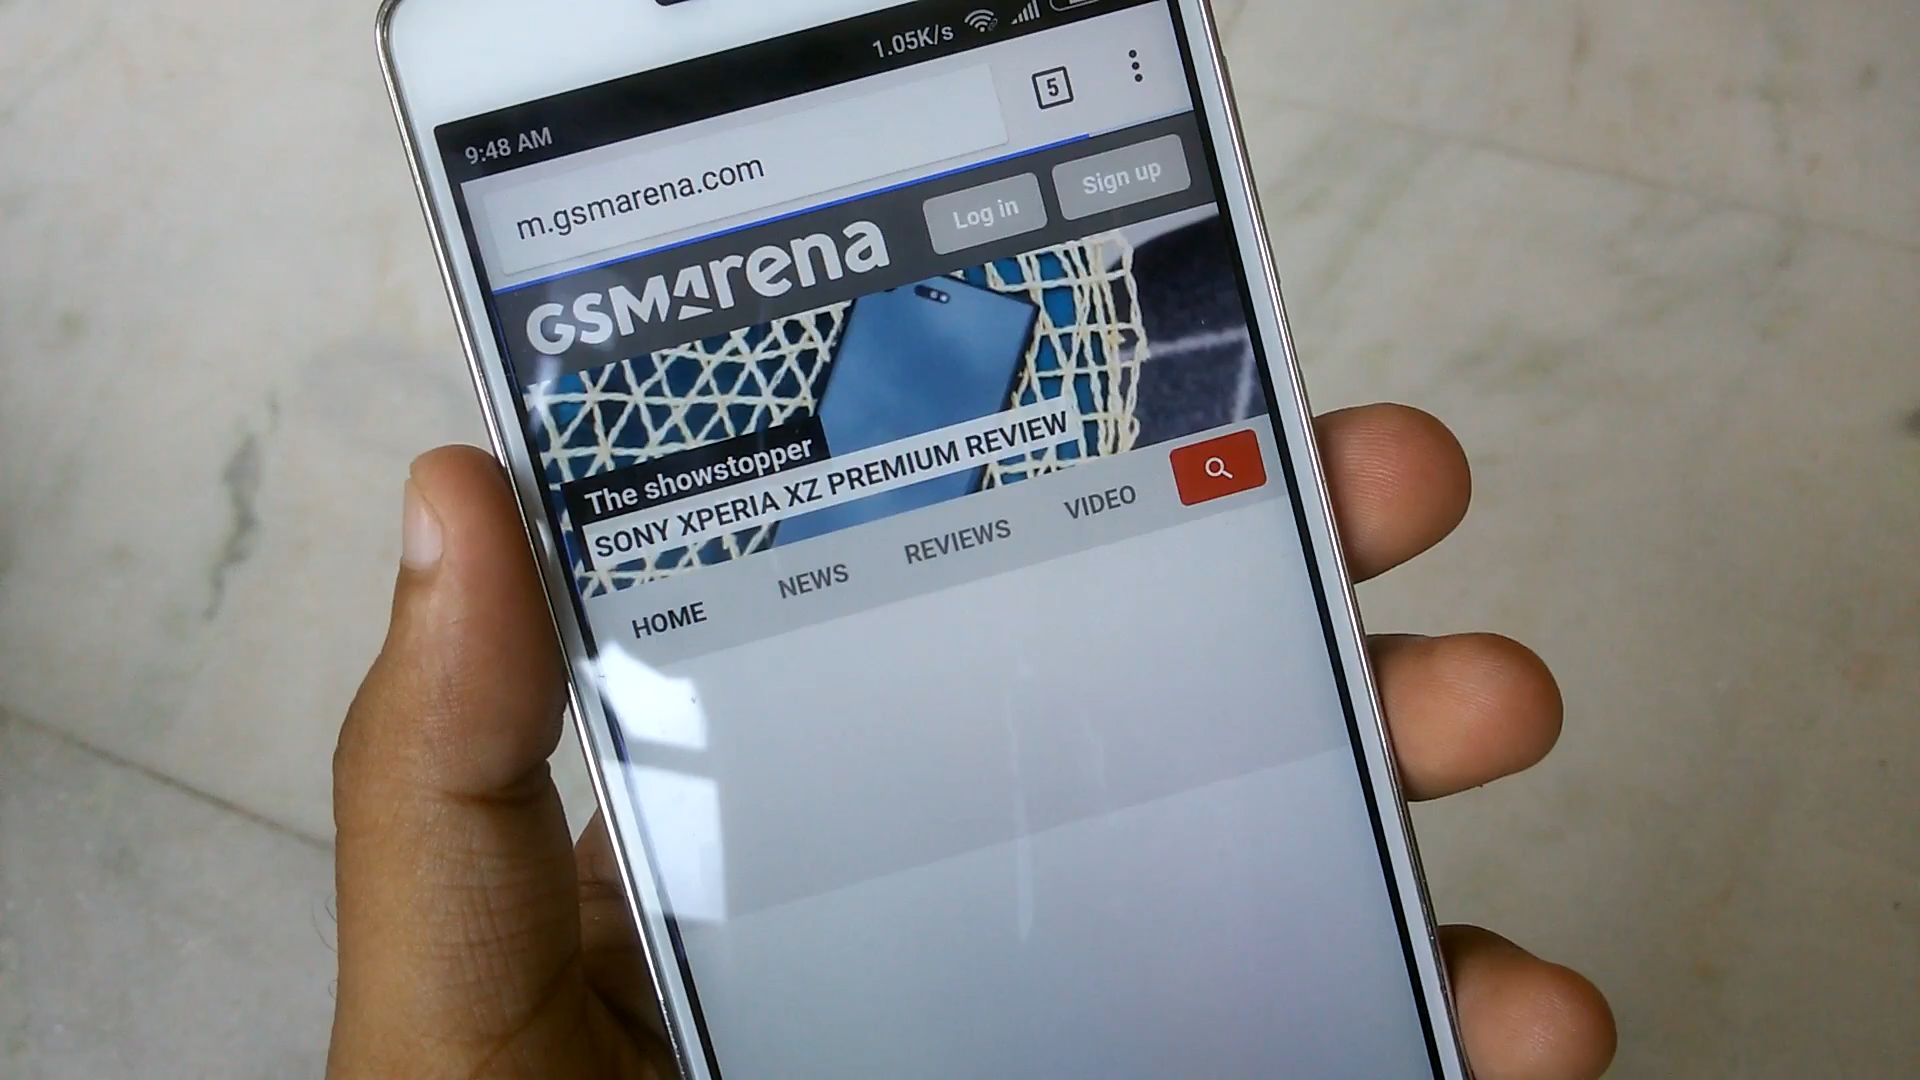 9:48 AM 1.05K/s
m.gsmarena.com 5
GSMArena Log in Sign up
The showstopper
SONY XPERIA XZ PREMIUM REVIEW
HOME NEWS REVIEWS VIDEO